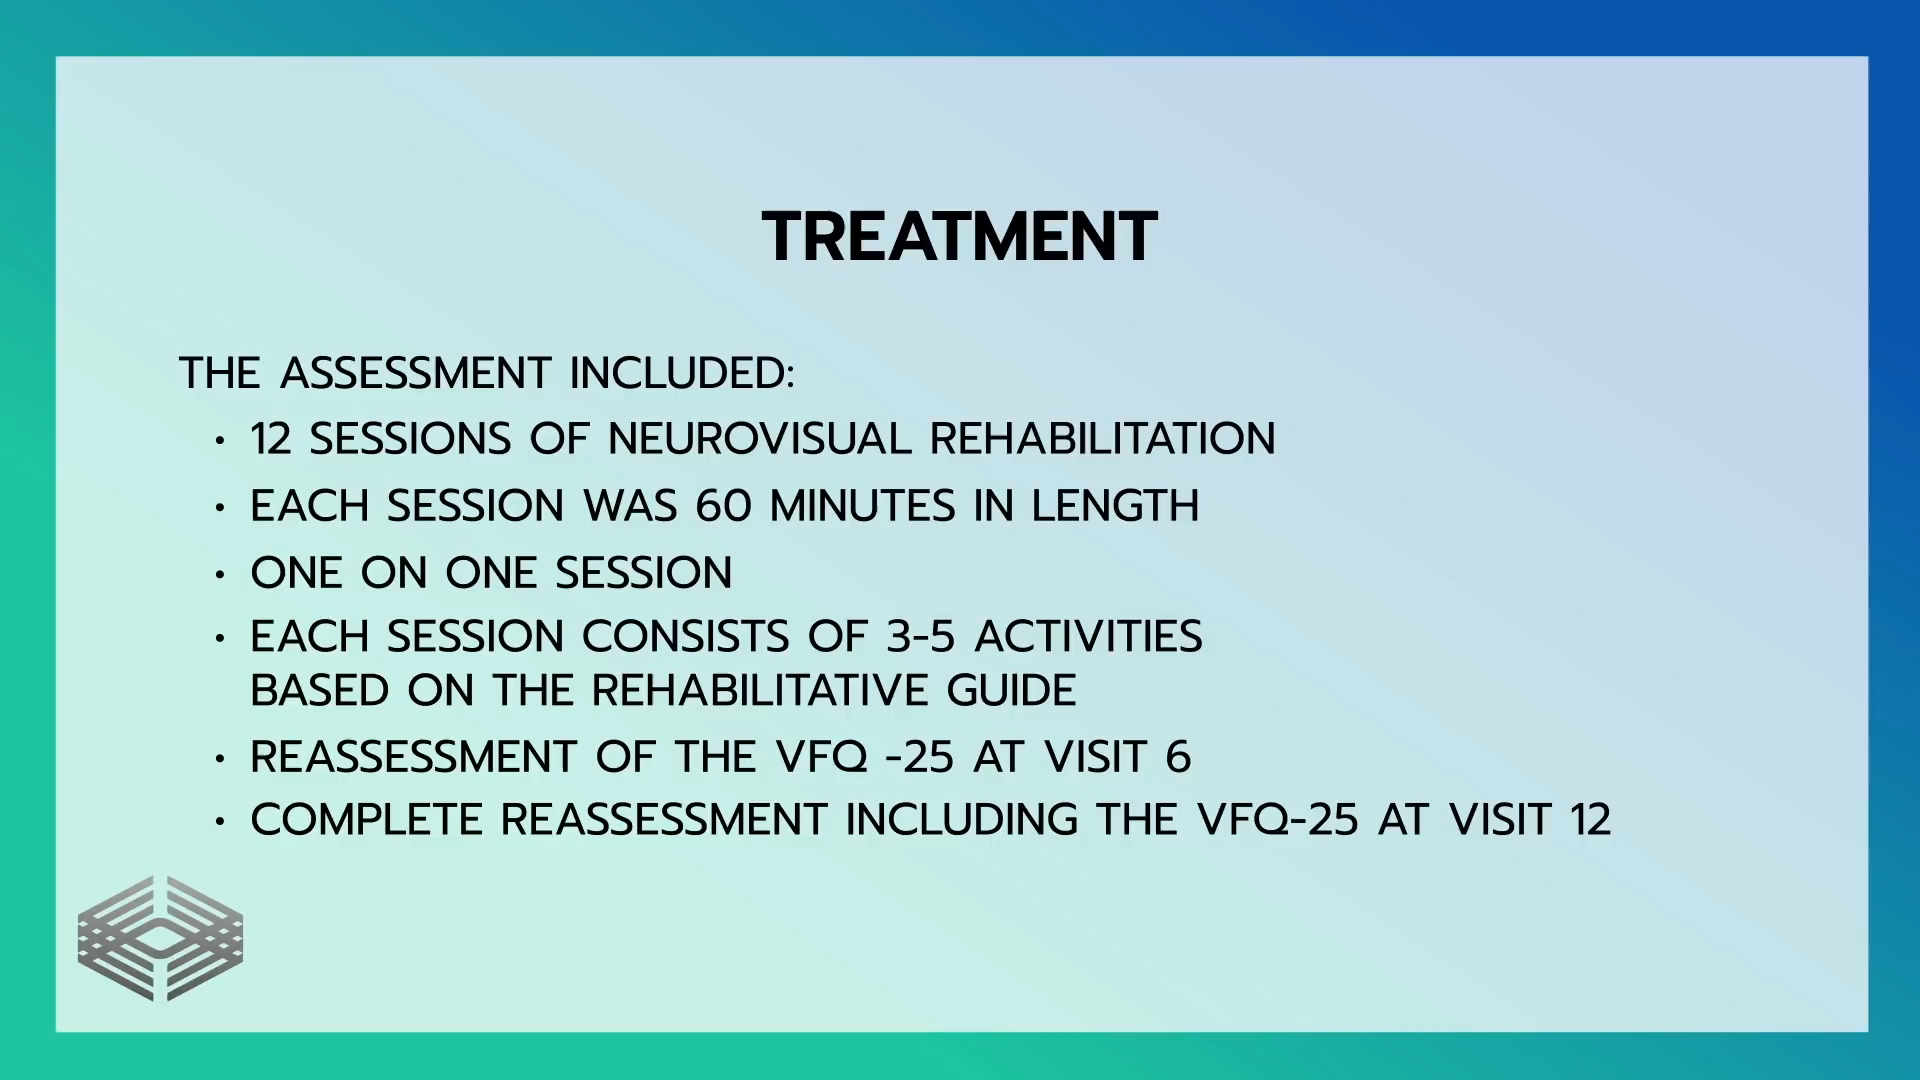 TREATMENT
THE ASSESSMENT INCLUDED:
• 12 SESSIONS OF NEUROVISUAL REHABILITATION
• EACH SESSION WAS 60 MINUTES IN LENGTH
• ONE ON ONE SESSION
• EACH SESSION CONSISTS OF 3-5 ACTIVITIES
BASED ON THE REHABILITATIVE GUIDE
• REASSESSMENT OF THE VFQ -25 AT VISIT 6
• COMPLETE REASSESSMENT INCLUDING THE VFQ-25 AT VISIT 12